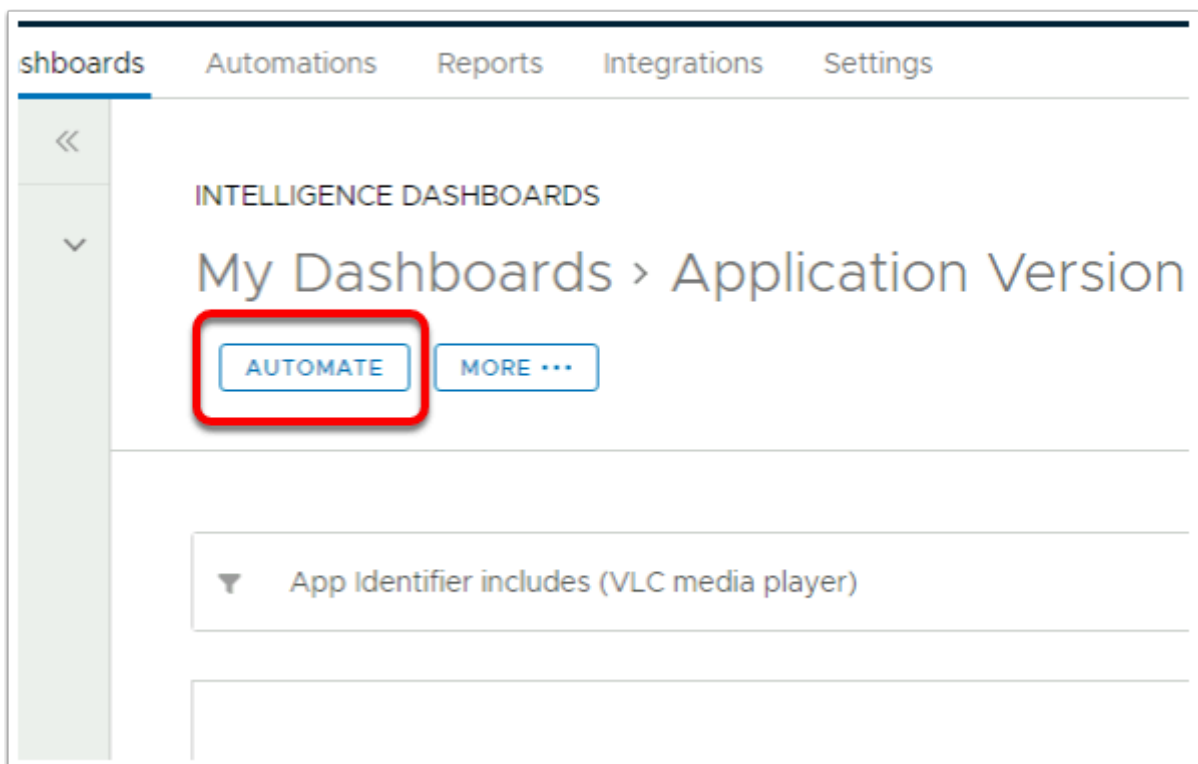 shboards Automations Reports Integrations Settings
INTELLIGENCE DASHBOARDS
My Dashboards › Application Version
AUTOMATE MORE •••
App Identifier includes (VLC media player)